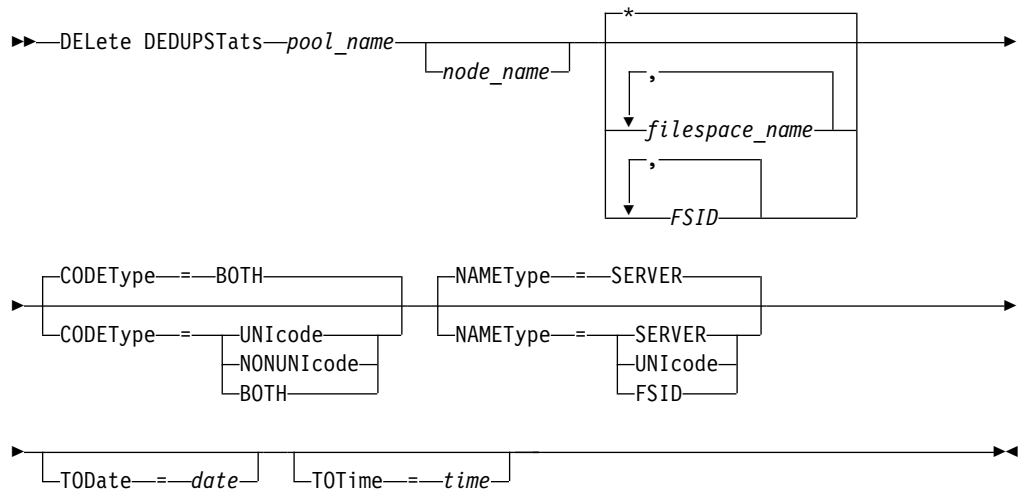 *
DELete DEDUPSTats pool_name
node_name
,
filespace_name
,
FSID
CODEType = BOTH NAMEType = SERVER
CODEType = UNIcode NAMEType = SERVER
NONUNIcode UNIcode
BOTH FSID
TODate = date TOTime = time